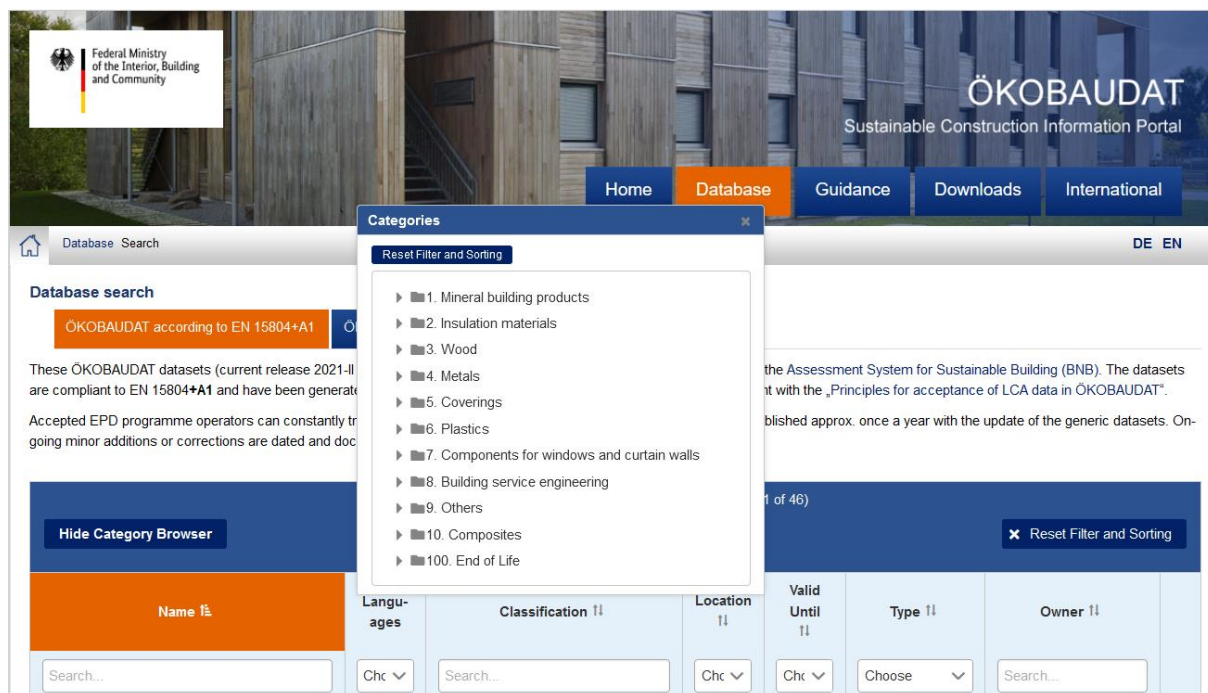 Federal Ministry
of the Interior, Building
and Community
ÖKOBAUDAT
Sustainable Construction Information Portal
Home Database Guidance Downloads International
Database Search
DE EN
Categories
Reset Filter and Sorting
1. Mineral building products
2. Insulation materials
3. Wood
4. Metals
5. Coverings
6. Plastics
7. Components for windows and curtain walls
8. Building service engineering
9. Others
10. Composites
100. End of Life
Database search
ÖKOBAUDAT according to EN 15804+A1
These ÖKOBAUDAT datasets (current release 2021-II the Assessment System for Sustainable Building (BNB). The datasets
are compliant to EN 15804+A1 and have been generate t with the „Principles for acceptance of LCA data in ÖKOBAUDAT“.
Accepted EPD programme operators can constantly tr blished approx. once a year with the update of the generic datasets. On-
going minor additions or corrections are dated and doc
of 46)
Hide Category Browser
Reset Filter and Sorting
Name
Langu-
ages
Classification
Location
Valid
Until
Type
Owner
Search... Chc Search... Chc Chc Choose Search...